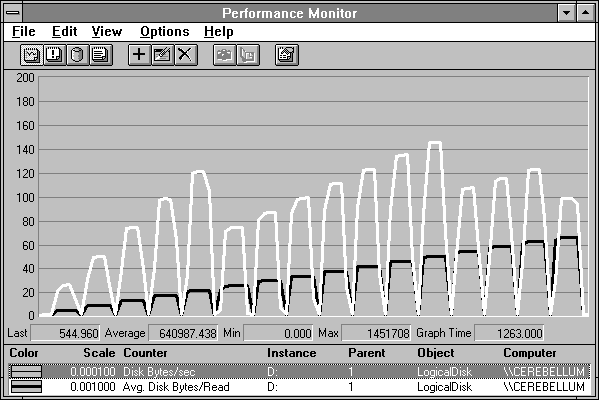 Performance Monitor
File Edit View Options Help
200
180
160
140
120
100
80
60
40
20
0
Last 544.960 Average 640987.438 Min 0.000 Max 1451708 Graph Time 1263.000
Color Scale Counter Instance Parent Object Computer
0.000100 Disk Bytes/sec D: 1 LogicalDisk \\CEREBELLUM
0.001000 Avg. Disk Bytes/Read D: 1 LogicalDisk \\CEREBELLUM